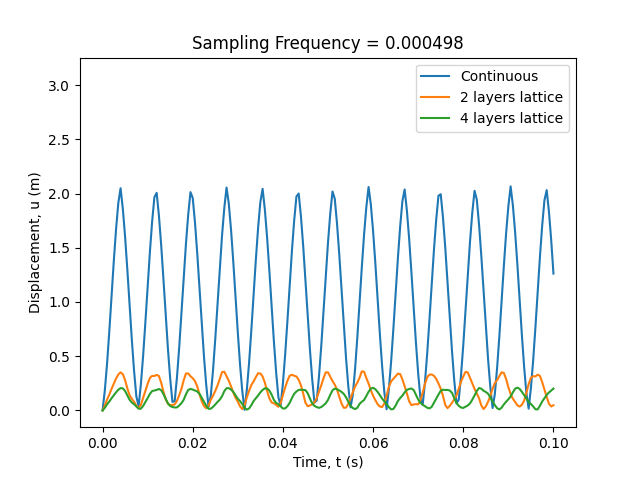 Sampling Frequency = 0.000498
Continuous
2 layers lattice
4 layers lattice
Displacement, u (m)
3.0
2.5
2.0
1.5
1.0
0.5
0.0
0.00 0.02 0.04 0.06 0.08 0.10
Time, t (s)